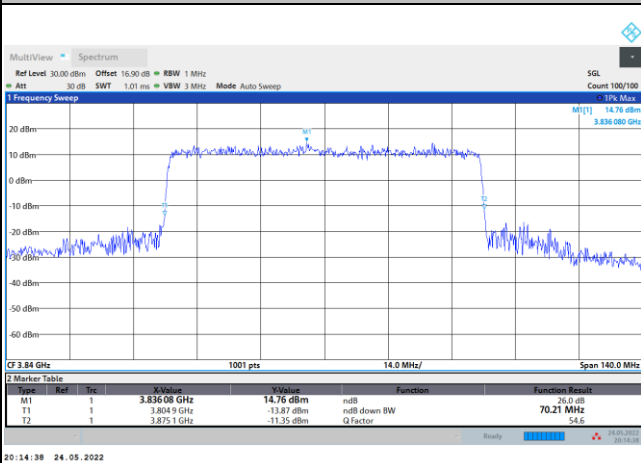 MultiView Spectrum
Ref Level 30.00 dBm Offset 16.90 dB RBW 1 MHz SGL
Att 30 dB SWT 1.01 ms VBW 3 MHz Mode Auto Sweep Count 100/100
1 Frequency Sweep 1Pk Max
M1[1] 14.76 dBm
3.836 080 GHz
M1
20 dBm
10 dBm
0 dBm
-10 dBm
T1
T2
-20 dBm
-30 dBm
-40 dBm
-50 dBm
-60 dBm
CF 3.84 GHz 1001 pts 14.0 MHz/ Span 140.0 MHz
2 Marker Table
Type Ref Trc X-Value Y-Value Function Function Result
M1 1 3.83608 GHz 14.76 dBm ndB 26.0 dB
T1 1 3.804 9 GHz -13.87 dBm ndB down BW 70.21 MHz
T2 1 3.875 1 GHz -11.35 dBm Q Factor 54.6
Ready 24.05.2022
20:14:38
20:14:38 24.05.2022